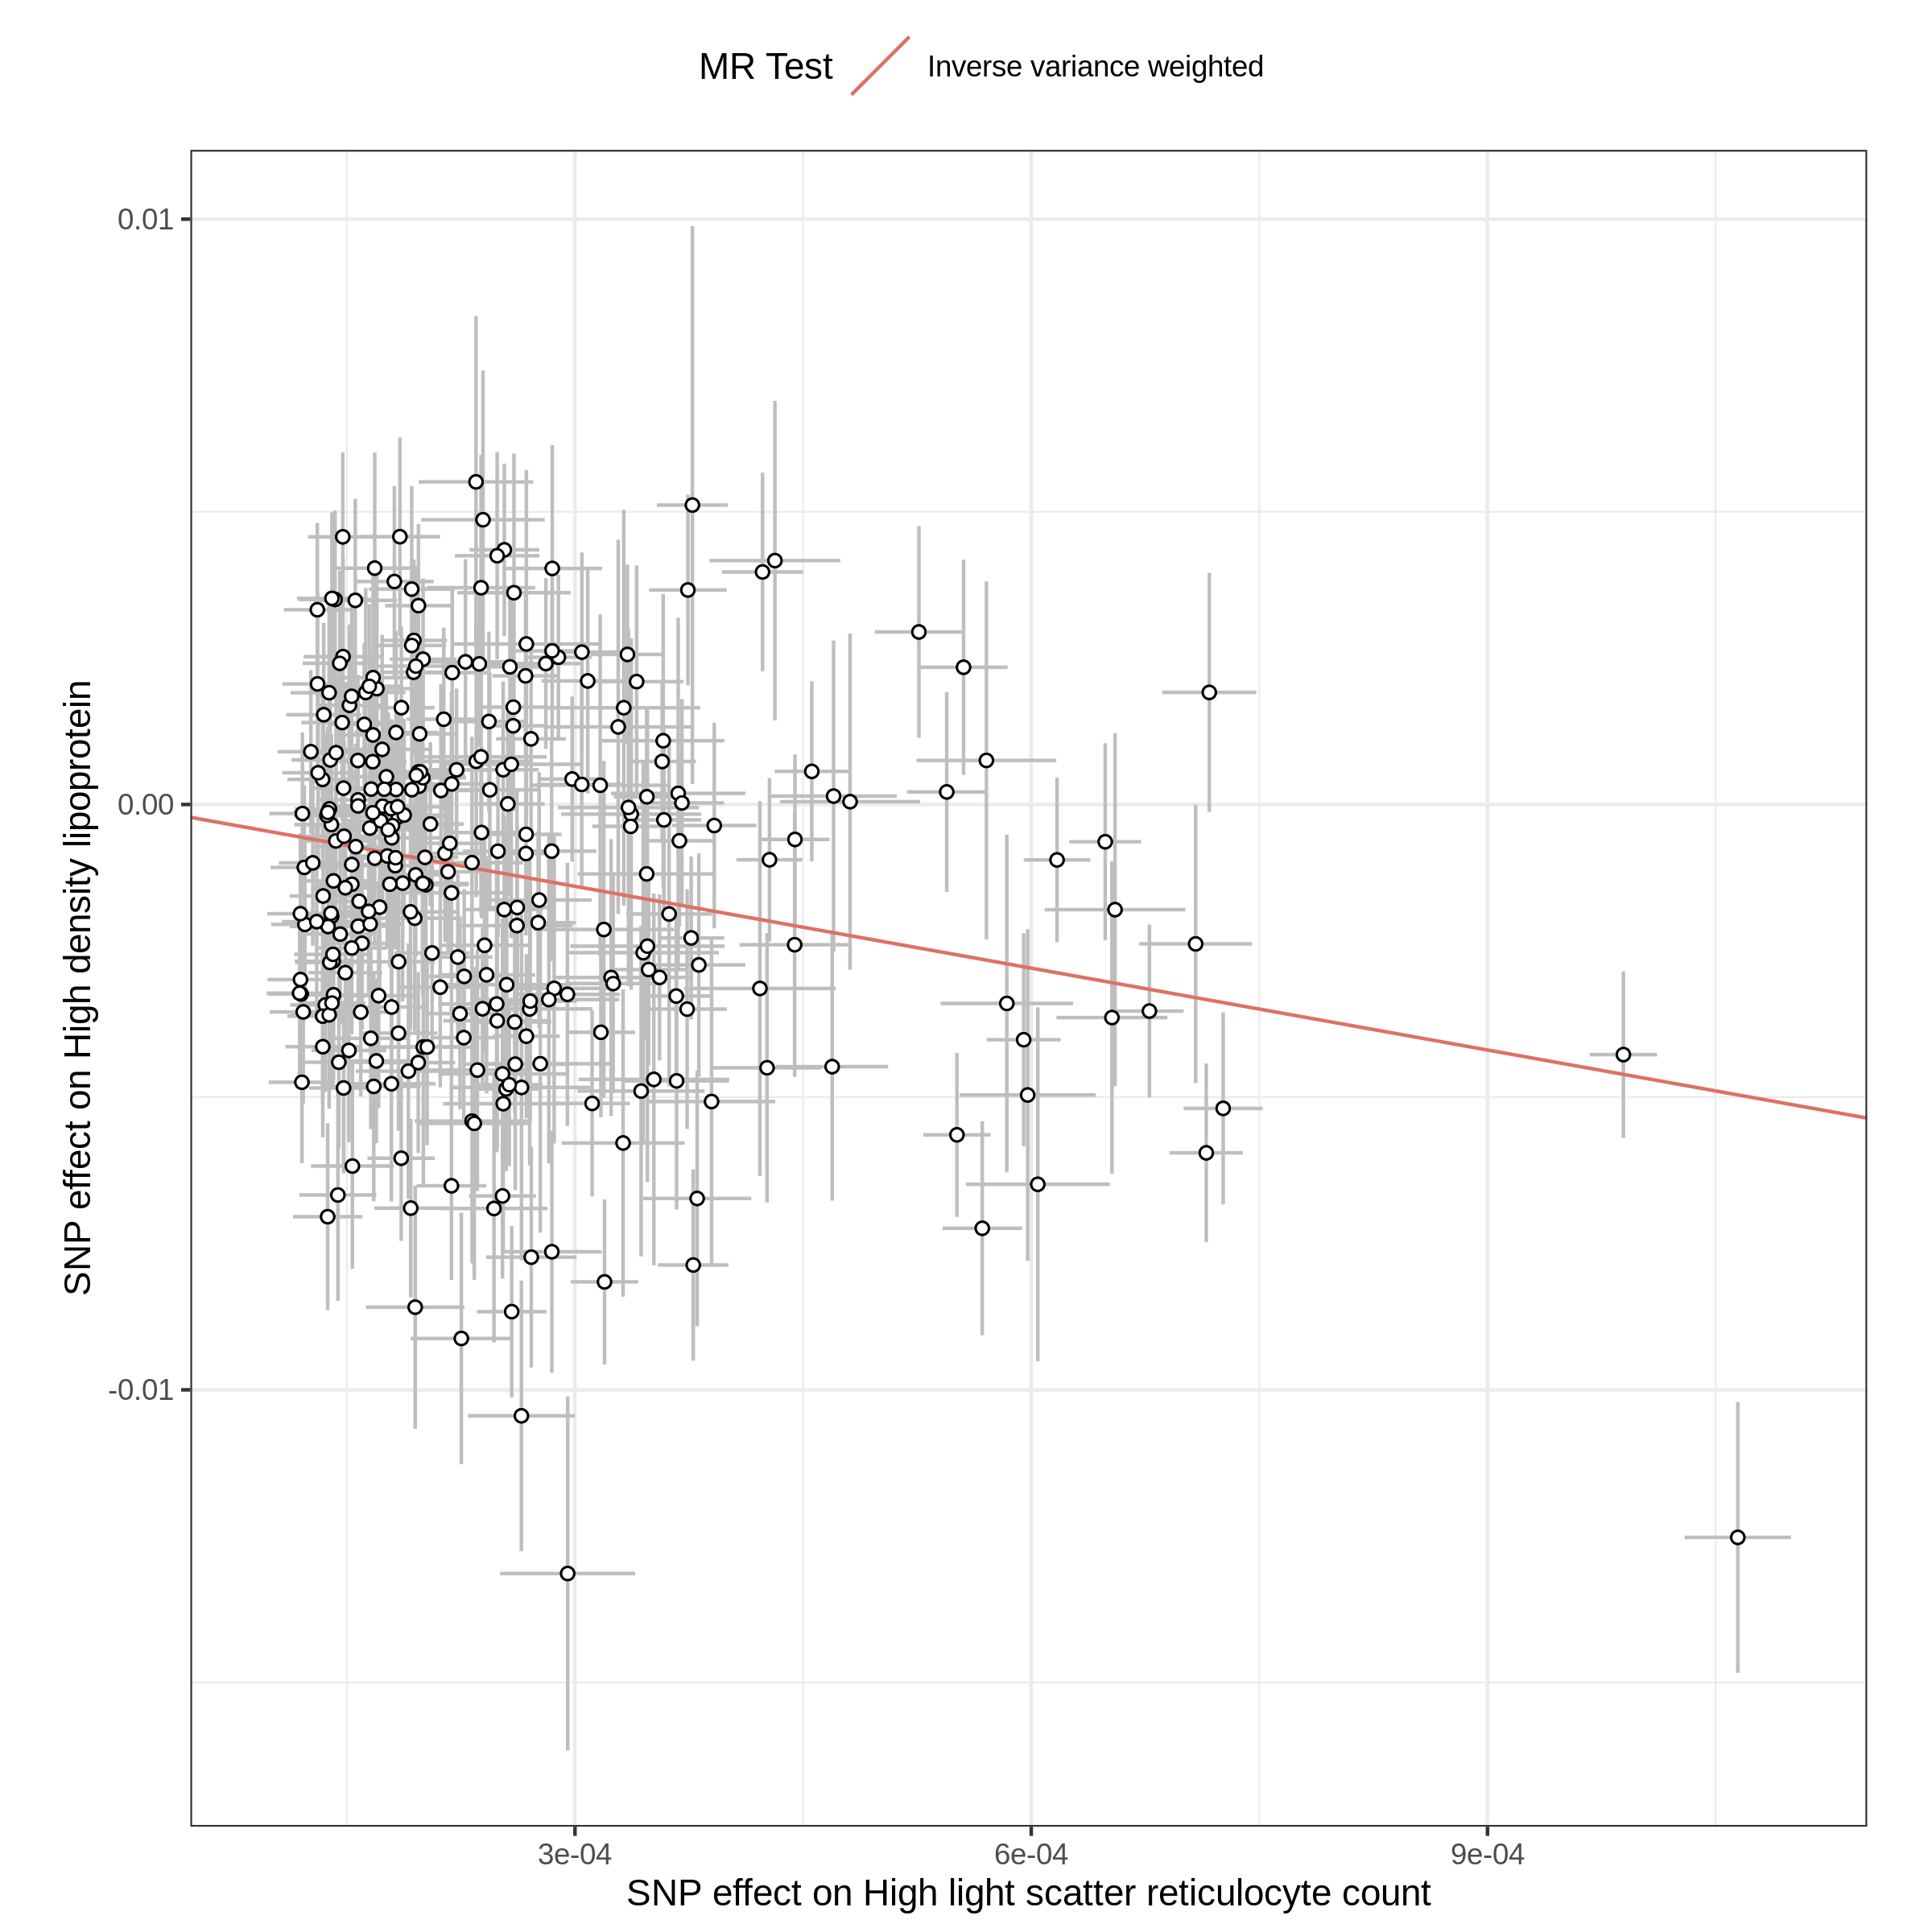 MR Test
Inverse variance weighted
0.01
0.00
-0.01
SNP effect on High density lipoprotein
3e-04
6e-04
9e-04
SNP effect on High light scatter reticulocyte count